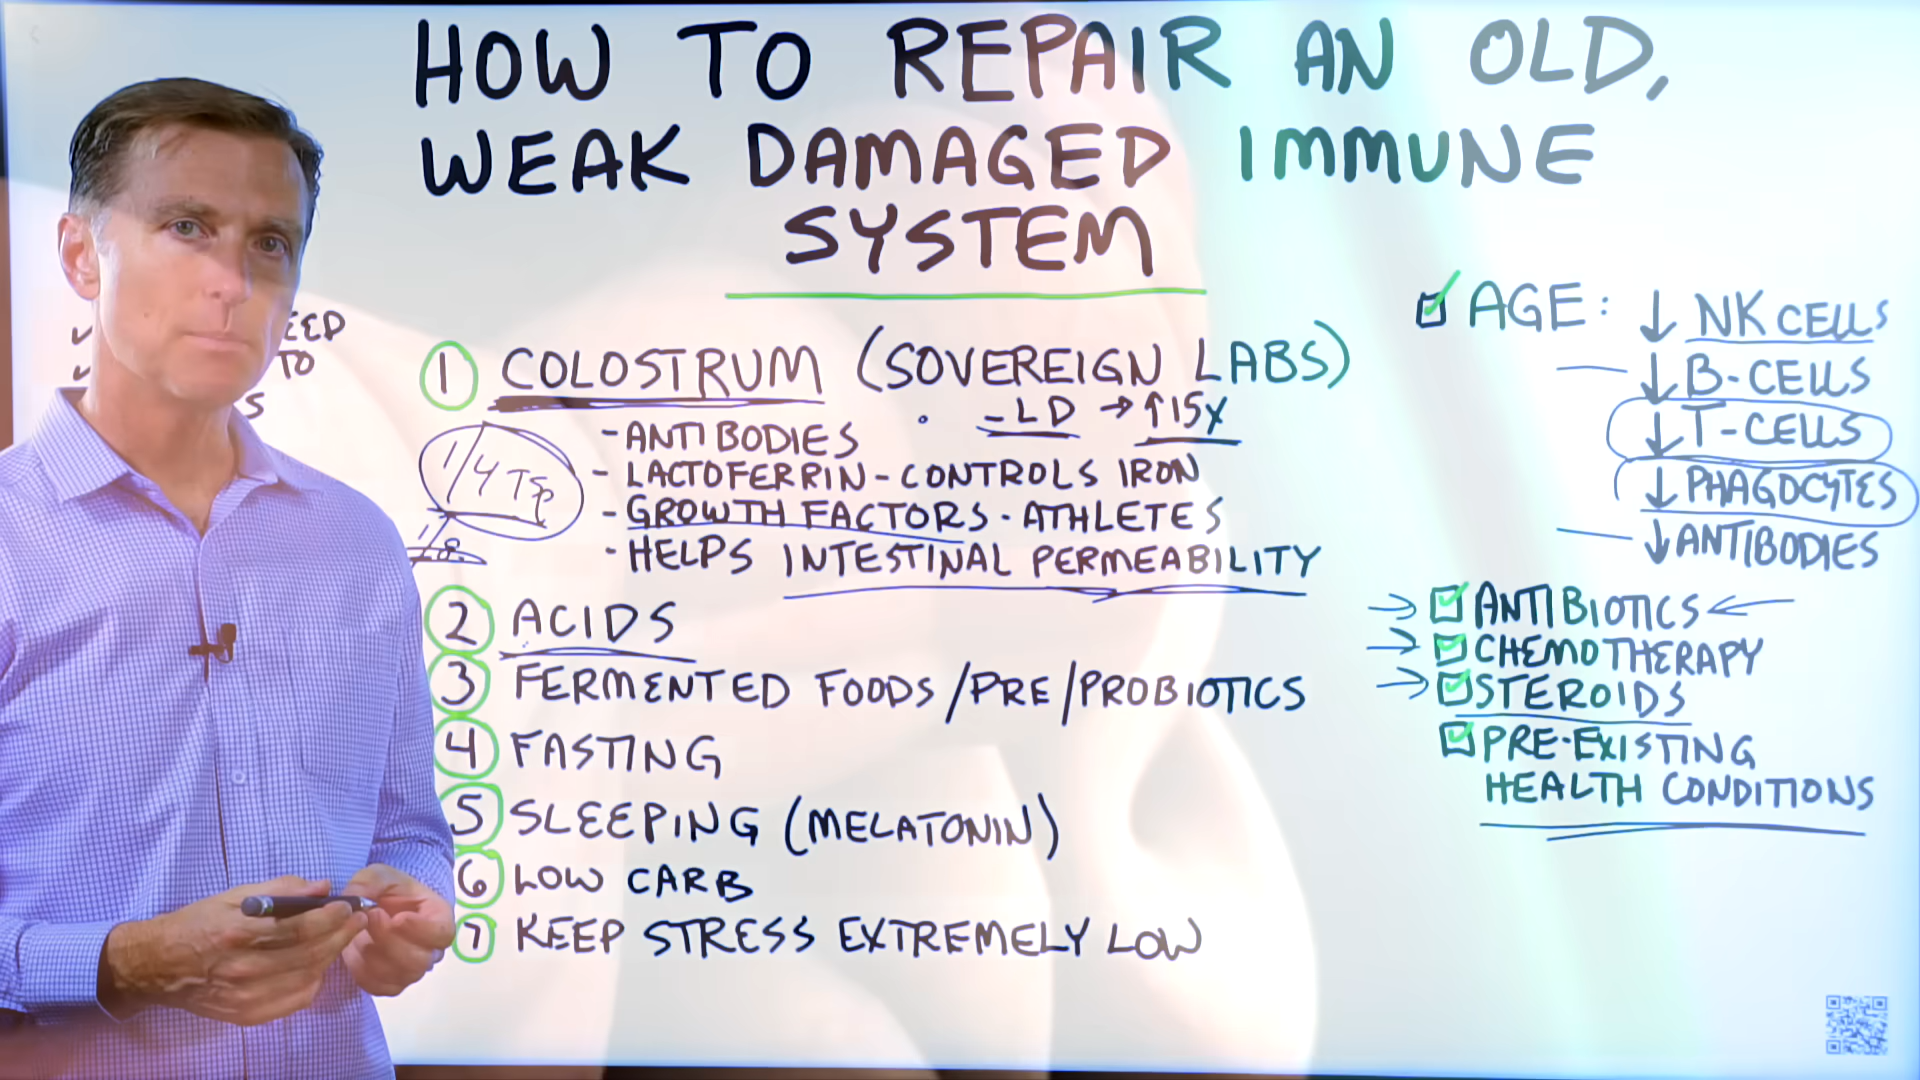 HOW TO REPAIR AN OLD,
WEAK DAMAGED IMMUNE
SYSTEM
① COLOSTRUM (SOVEREIGN LABS)
- LD → ↑ 15X
- ANTIBODIES
- LACTOFERRIN - CONTROLS IRON
- GROWTH FACTORS - ATHLETES
- HELPS INTESTINAL PERMEABILITY
1/4 TSP
② ACIDS
③ FERMENTED FOODS / PRE / PROBIOTICS
④ FASTING
⑤ SLEEPING (MELATONIN)
⑥ LOW CARB
⑦ KEEP STRESS EXTREMELY LOW
☑ AGE: ↓ NK CELLS
↓ B-CELLS
↓ T-CELLS
↓ PHAGOCYTES
↓ ANTIBODIES
→ ☑ ANTIBIOTICS ←
→ ☑ CHEMOTHERAPY
→ ☑ STEROIDS
☑ PRE-EXISTING
HEALTH CONDITIONS
TO